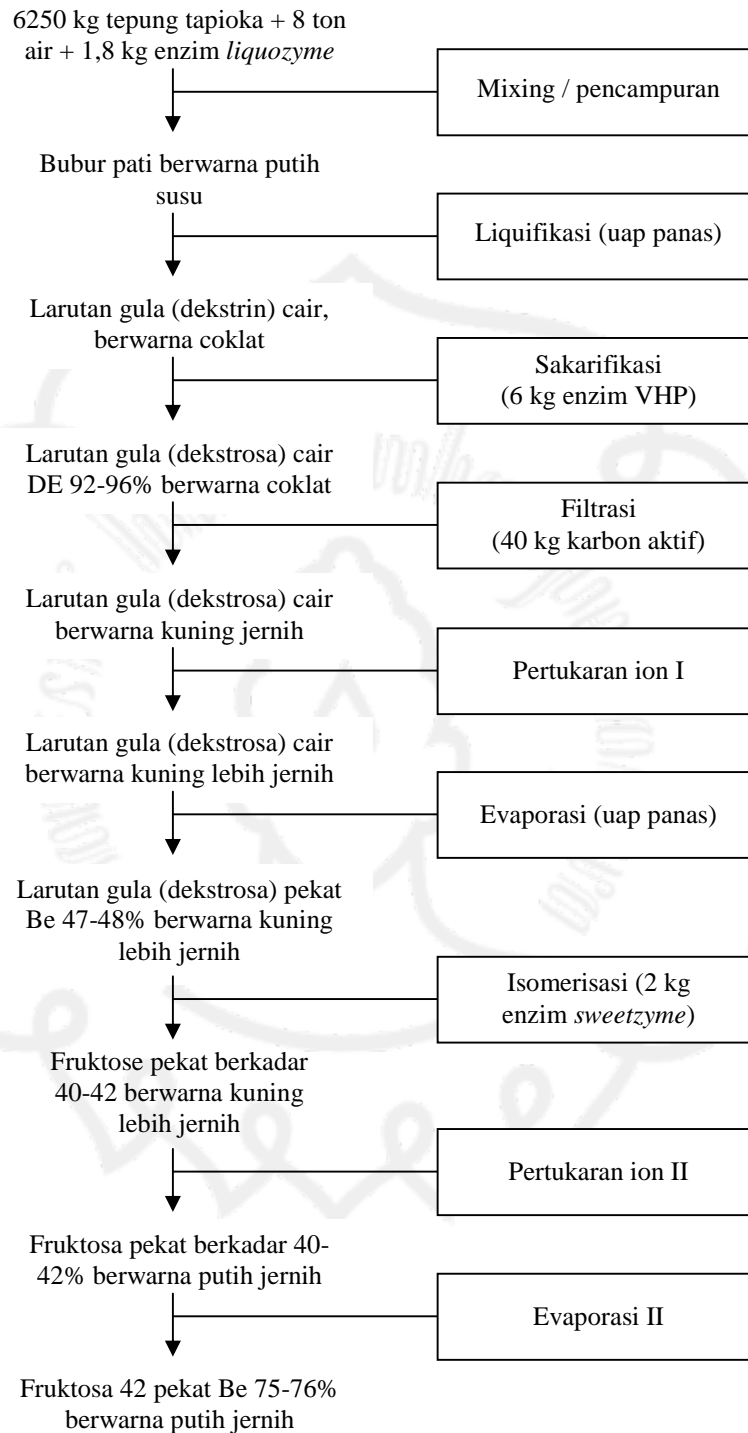 6250 kg tepung tapioka + 8 ton
air + 1,8 kg enzim liquozyme
Mixing / pencampuran
Bubur pati berwarna putih
susu
Liquifikasi (uap panas)
Larutan gula (dekstrin) cair,
berwarna coklat
Sakarifikasi
(6 kg enzim VHP)
Larutan gula (dekstrosa) cair
DE 92-96% berwarna coklat
Filtrasi
(40 kg karbon aktif)
Larutan gula (dekstrosa) cair
berwarna kuning jernih
Pertukaran ion I
Larutan gula (dekstrosa) cair
berwarna kuning lebih jernih
Evaporasi (uap panas)
Larutan gula (dekstrosa) pekat
Be 47-48% berwarna kuning
lebih jernih
Isomerisasi (2 kg
enzim sweetzyme)
Fruktose pekat berkadar
40-42 berwarna kuning
lebih jernih
Pertukaran ion II
Fruktosa pekat berkadar 40-
42% berwarna putih jernih
Evaporasi II
Fruktosa 42 pekat Be 75-76%
berwarna putih jernih